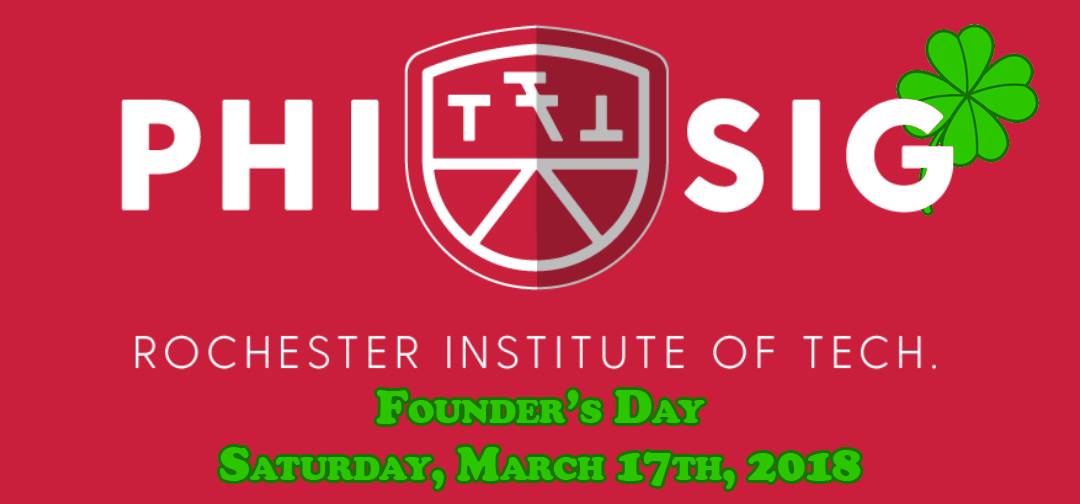 PHI SIG
ROCHESTER INSTITUTE OF TECH.
Founder's Day
Saturday, March 17th, 2018